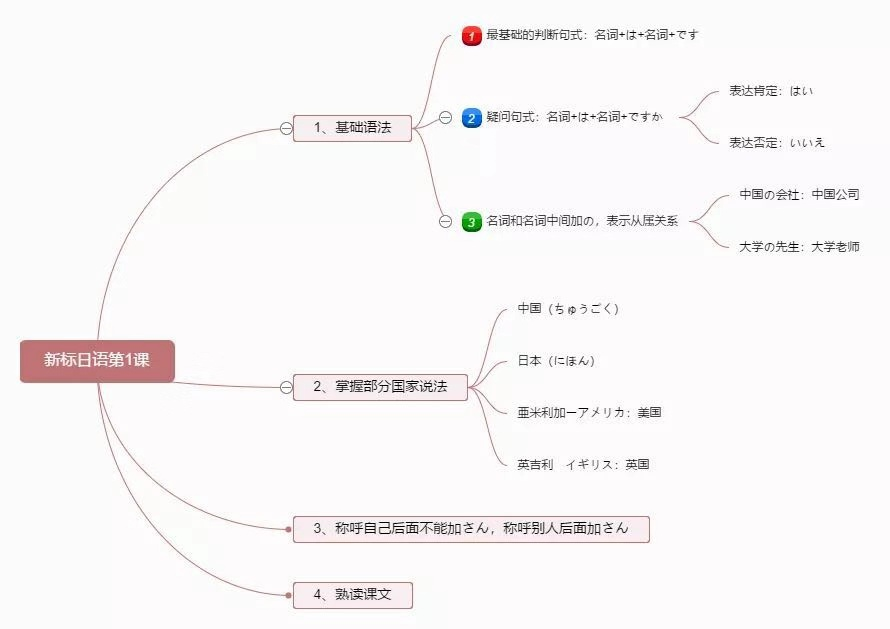 新标日语第1课
1、基础语法
1 最基础的判断句式：名词+は+名词+です
2 疑问句式：名词+は+名词+ですか
表达肯定：はい
表达否定：いいえ
3 名词和名词中间加の，表示从属关系
中国の会社：中国公司
大学の先生：大学老师
2、掌握部分国家说法
中国（ちゅうごく）
日本（にほん）
亜米利加ーアメリカ：美国
英吉利　イギリス：英国
3、称呼自己后面不能加さん，称呼别人后面加さん
4、熟读课文